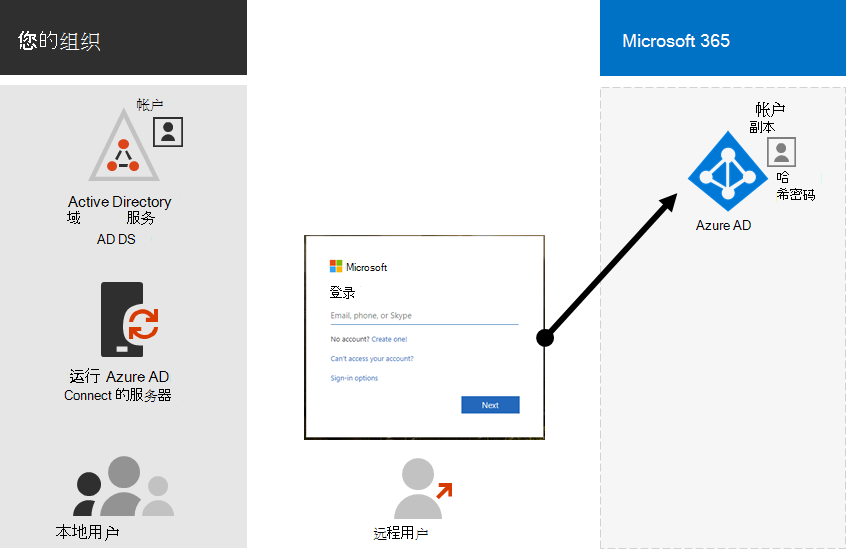 您的组织
Microsoft 365
帐户
Active Directory
域 服务
AD DS
运行 Azure AD
Connect 的服务器
本地用户
Microsoft
登录
Email, phone, or Skype
No account? Create one!
Can't access your account?
Sign-in options
Next
远程用户
帐户
副本
哈
希密码
Azure AD